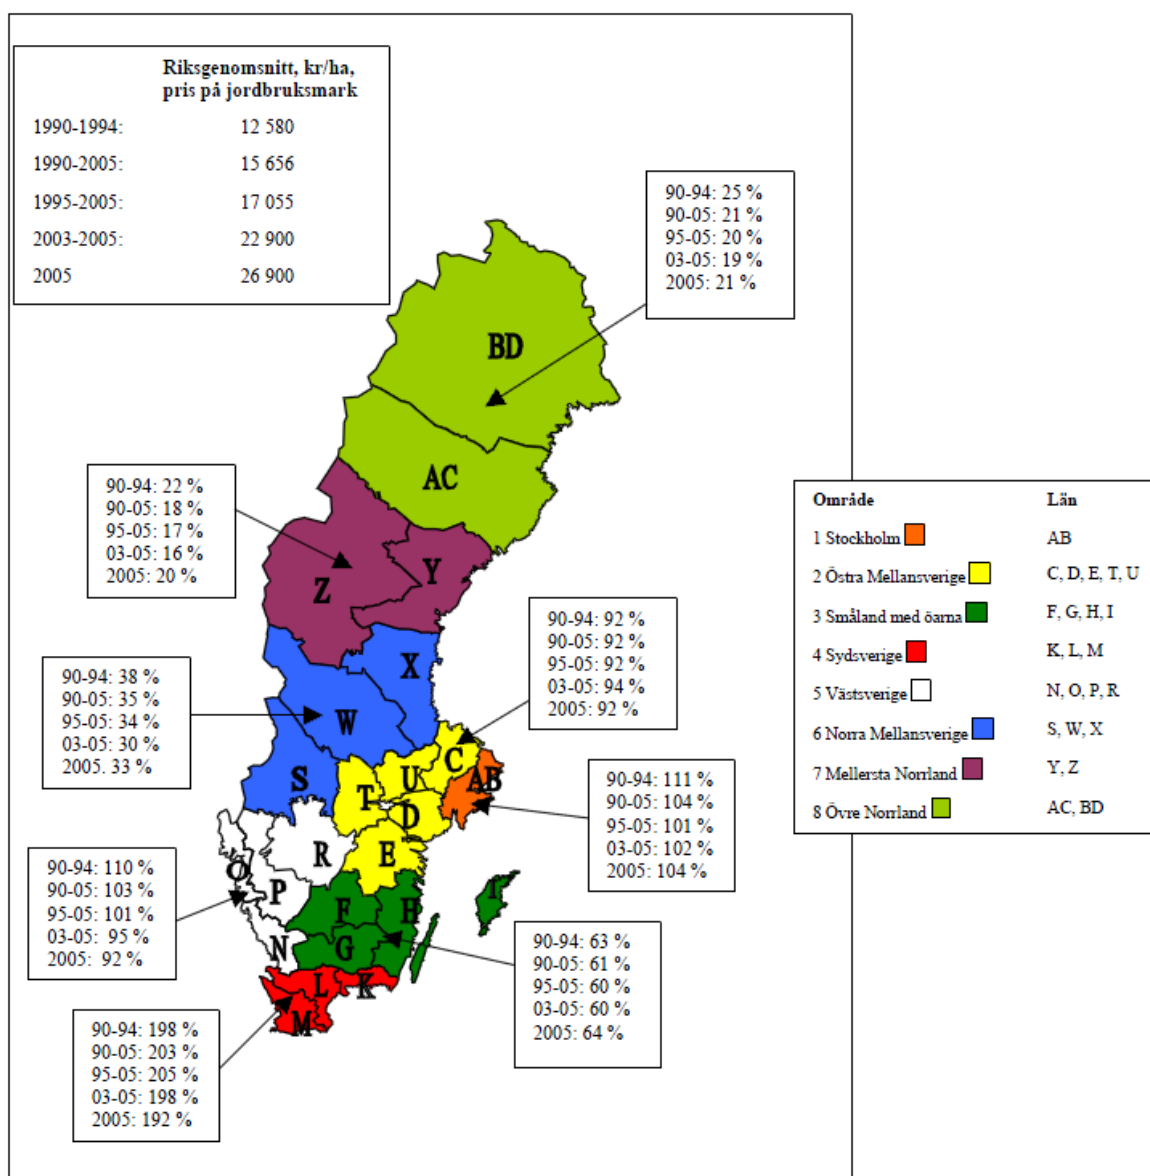 Riksgenomsnitt, kr/ha,
pris på jordbruksmark
1990-1994: 12 580
1990-2005: 15 656
1995-2005: 17 055
2003-2005: 22 900
2005 26 900
90-94: 25 %
90-05: 21 %
95-05: 20 %
03-05: 19 %
2005: 21 %
BD
AC
90-94: 22 %
90-05: 18 %
95-05: 17 %
03-05: 16 %
2005: 20 %
Z
Y
90-94: 92 %
90-05: 92 %
95-05: 92 %
03-05: 94 %
2005: 92 %
X
90-94: 38 %
90-05: 35 %
95-05: 34 %
03-05: 30 %
2005. 33 %
W
S
C
U
AB
T
D
90-94: 111 %
90-05: 104 %
95-05: 101 %
03-05: 102 %
2005: 104 %
R
E
O
P
90-94: 110 %
90-05: 103 %
95-05: 101 %
03-05: 95 %
2005: 92 %
F
H
I
N
G
90-94: 63 %
90-05: 61 %
95-05: 60 %
03-05: 60 %
2005: 64 %
L
K
M
90-94: 198 %
90-05: 203 %
95-05: 205 %
03-05: 198 %
2005: 192 %
Område Län
1 Stockholm AB
2 Östra Mellansverige C, D, E, T, U
3 Småland med öarna F, G, H, I
4 Sydsverige K, L, M
5 Västsverige N, O, P, R
6 Norra Mellansverige S, W, X
7 Mellersta Norrland Y, Z
8 Övre Norrland AC, BD